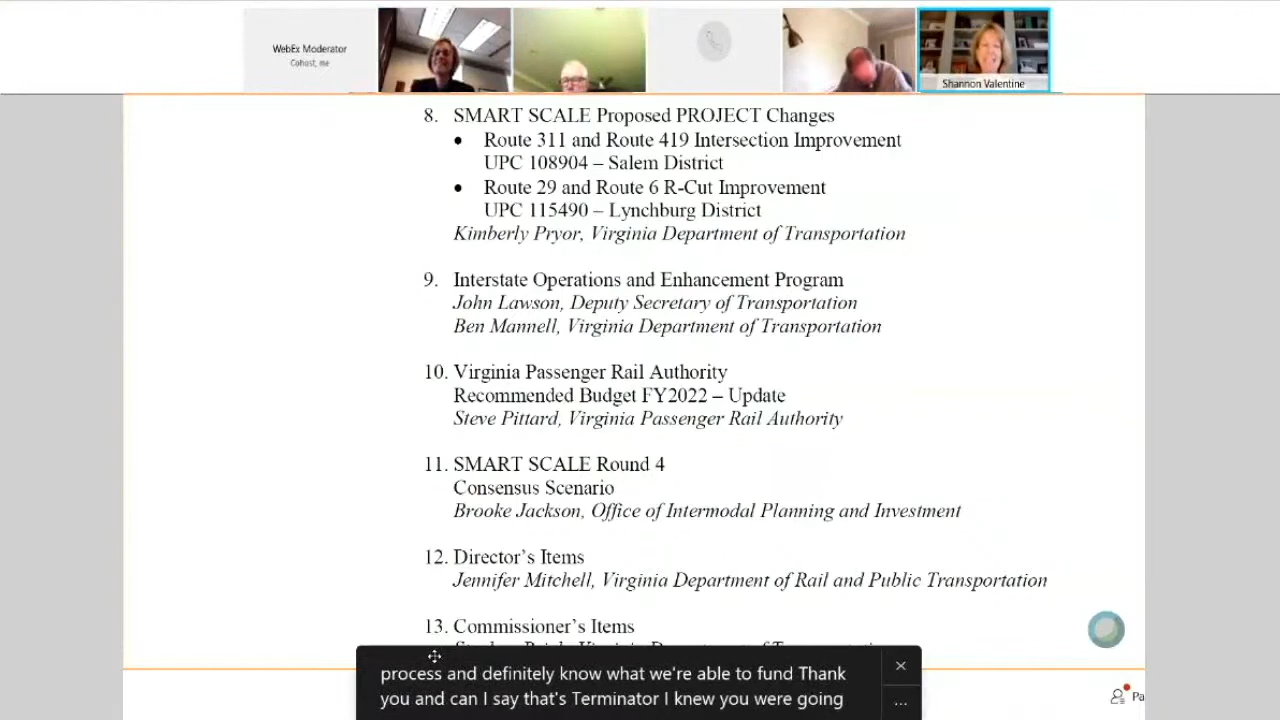 WebEx Moderator
Cohost, me
Shannon Valentine
8. SMART SCALE Proposed PROJECT Changes
• Route 311 and Route 419 Intersection Improvement
UPC 108904 – Salem District
• Route 29 and Route 6 R-Cut Improvement
UPC 115490 – Lynchburg District
Kimberly Pryor, Virginia Department of Transportation
9. Interstate Operations and Enhancement Program
John Lawson, Deputy Secretary of Transportation
Ben Mannell, Virginia Department of Transportation
10. Virginia Passenger Rail Authority
Recommended Budget FY2022 – Update
Steve Pittard, Virginia Passenger Rail Authority
11. SMART SCALE Round 4
Consensus Scenario
Brooke Jackson, Office of Intermodal Planning and Investment
12. Director's Items
Jennifer Mitchell, Virginia Department of Rail and Public Transportation
13. Commissioner's Items
process and definitely know what we're able to fund Thank
you and can I say that's Terminator I knew you were going
Pa